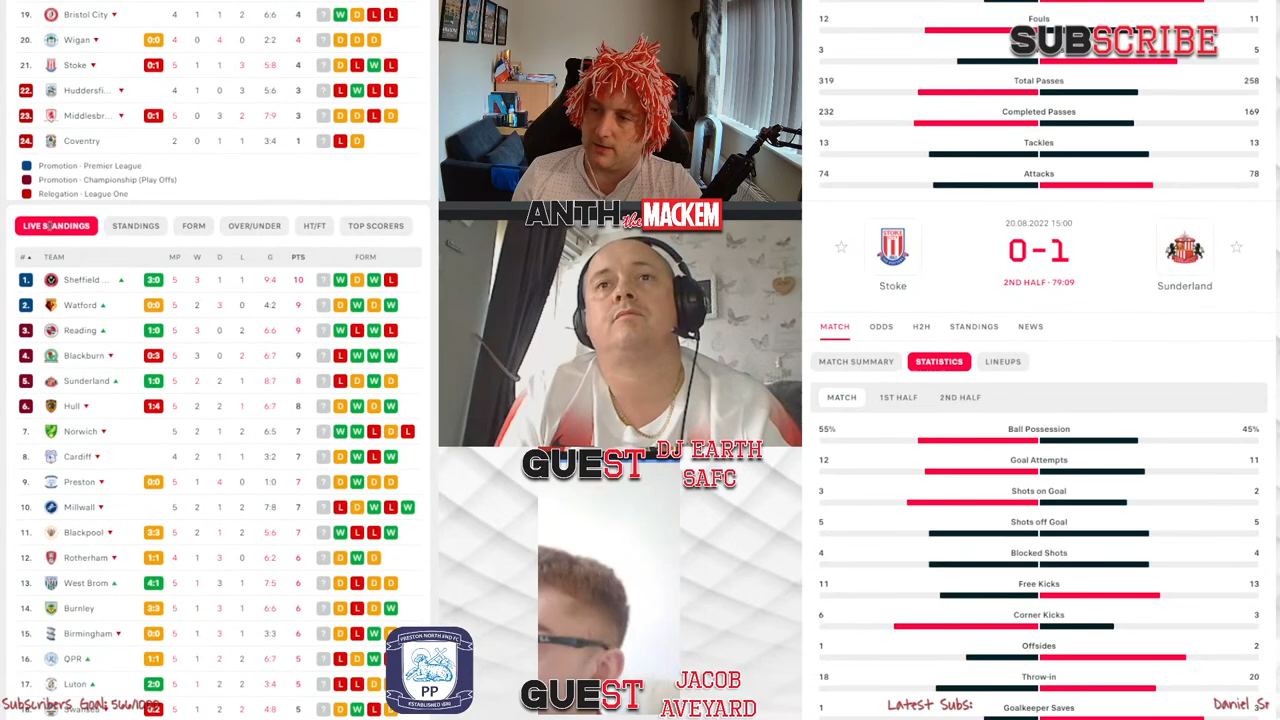 19. Bristol City 4 1 1 2 6:6 4 ? W D L L
20. Wigan 0:0 4 0 4 0 2:2 4 ? D D D
21. Stoke 0:1 5 1 1 3 5:8 4 ? D L W L
22. Huddersfi... 4 1 0 3 5:6 3 ? L W L L
23. Middlesbr... 0:1 5 0 3 2 7:9 ? D D L D
24. Coventry 2 0 1 1 3:4 1 ? L D
Promotion - Premier League
Promotion - Championship (Play Offs)
Relegation - League One
LIVE STANDINGS STANDINGS FORM OVER/UNDER HT/FT TOP SCORERS
# TEAM MP W D L G PTS FORM
1. Sheffield ... 3:0 5 3 1 1 9:4 10 ? W D W L
2. Watford 0:0 5 2 3 0 4:2 9 ? D W D W
3. Reading 1:0 5 3 0 2 6:6 9 ? W L W L
4. Blackburn 0:3 5 3 0 2 6:7 9 ? L W W W
5. Sunderland 1:0 5 2 2 1 8:7 8 ? L D W D
6. Hull 1:4 5 2 2 1 6:7 8 ? D W D W
7. Norwich 5 2 1 2 6:5 7 ? W W L D L
8. Cardiff 4 2 1 1 3:2 7 ? D W L W
9. Preston 0:0 5 1 4 0 1:0 7 ? D W D D
10. Millwall 5 2 1 2 7:8 7 ? L D W L W
11. Blackpool 3:3 5 2 1 2 5:6 7 ? W L L W
12. Rotherham 1:1 4 1 3 0 6:2 6 ? D W D
13. West Brom 4:1 5 1 3 1 7:5 6 ? D L D D
14. Burnley 3:3 5 1 3 1 6:6 6 ? D L D W
15. Birmingham 0:0 5 1 3 1 3:3 6 ? D L W
16. QPR 1:1 5 1 2 2 6:7 5 ? L D W
17. Luton 2:0 5 1 2 2 3:4 5 ? L L D
18. 5 1 2 2 4:8 5 ? L D
Subscribers Goal:
PRESTON NORTH END FC
PP
ANTH the MACKEM
GUEST DJ EARTH
SAFC
GUEST JACOB
AVEYARD
SUBSCRIBE
12 Fouls 11
3 5
319 Total Passes 258
232 Completed Passes 169
13 Tackles 13
74 Attacks 78
20.08.2022 15:00
0-1
2ND HALF - 79:09
Stoke Sunderland
MATCH ODDS H2H STANDINGS NEWS
MATCH SUMMARY STATISTICS LINEUPS
MATCH 1ST HALF 2ND HALF
55% Ball Possession 45%
12 Goal Attempts 11
3 Shots on Goal 2
5 Shots off Goal 5
4 Blocked Shots 4
11 Free Kicks 13
6 Corner Kicks 3
1 Offsides 2
18 Throw-in 20
1 Goalkeeper Saves 3
Latest Subs: Daniel Sr